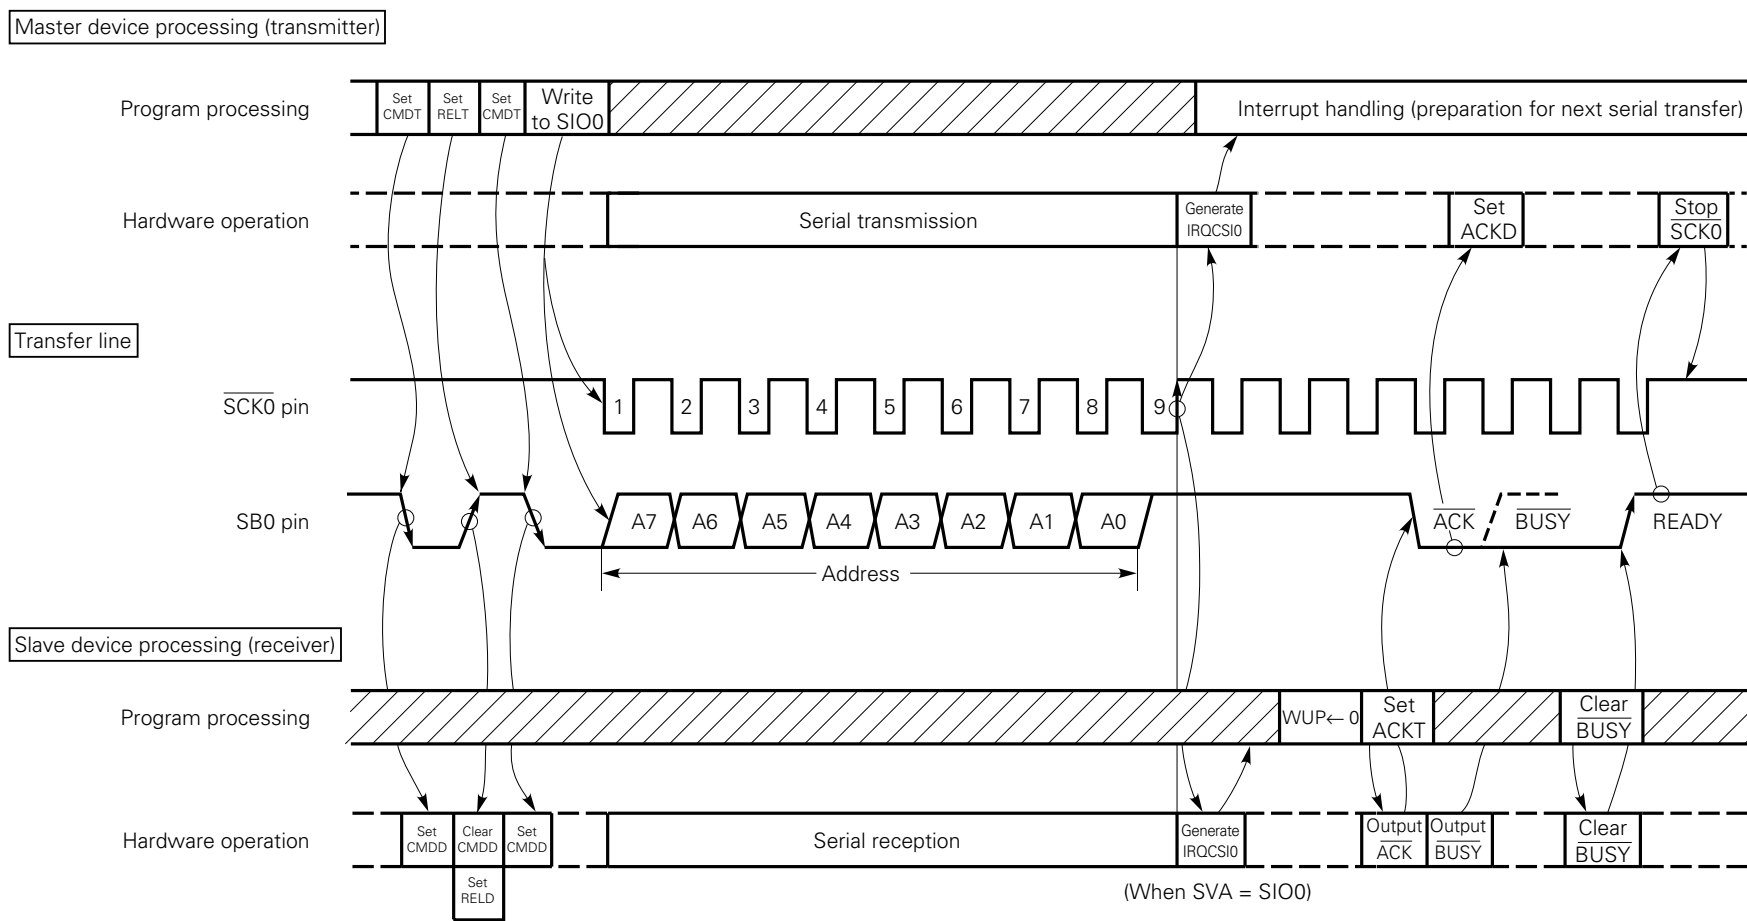 Master device processing (transmitter)
Program processing
Set CMDT
Set RELT
Set CMDT
Write to SIO0
Interrupt handling (preparation for next serial transfer)
Hardware operation
Serial transmission
Generate IRQCSI0
Set ACKD
Stop SCK0
Transfer line
SCK0 pin
1 2 3 4 5 6 7 8 9
SB0 pin
A7 A6 A5 A4 A3 A2 A1 A0
ACK
BUSY
READY
Address
Slave device processing (receiver)
Program processing
WUP← 0
Set ACKT
Clear BUSY
Hardware operation
Set CMDD
Clear CMDD
Set CMDD
Set RELD
Serial reception
Generate IRQCSI0
Output ACK
Output BUSY
Clear BUSY
(When SVA = SIO0)